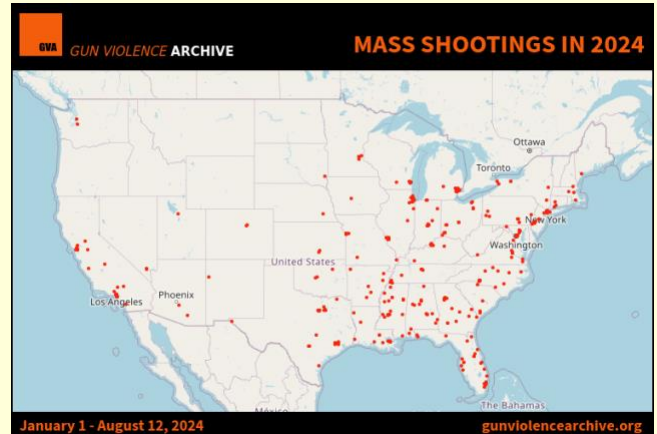 GVA
GUN VIOLENCE ARCHIVE
MASS SHOOTINGS IN 2024
Ottawa
Toronto
New York
Washington
United States
Los Angeles
Phoenix
The Bahamas
México
January 1 - August 12, 2024
gunviolencearchive.org